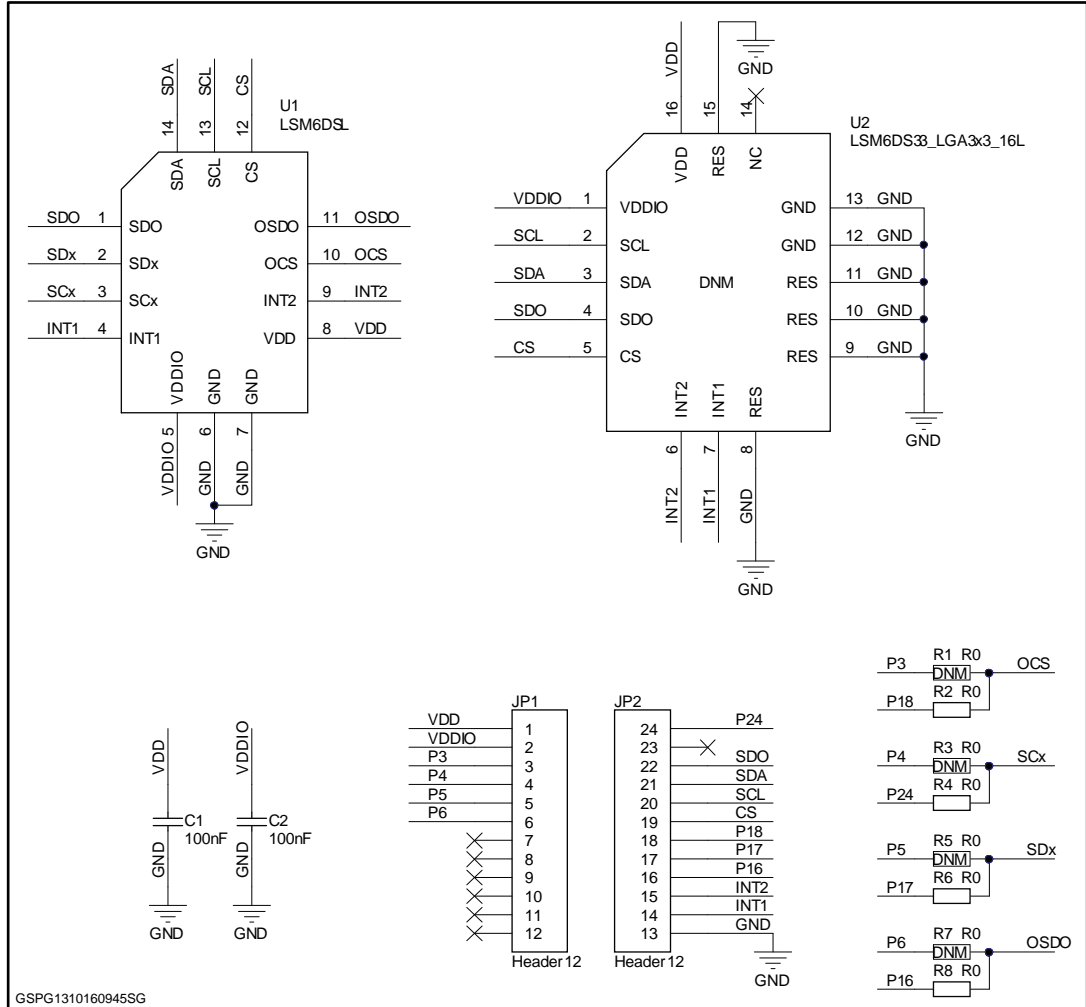 SDA
SCL
CS
14
13
12
U1
LSM6DSL
SDA
SCL
CS
SDO 1 SDO
SDx 2 SDx
SCx 3 SCx
INT1 4 INT1
OSDO 11 OSDO
OCS 10 OCS
INT2 9 INT2
VDD 8 VDD
VDDIO
GND
GND
5
6
7
VDDIO
GND
GND
GND
VDD
GND
16
15
14
U2
LSM6DS33_LGA3x3_16L
VDD
RES
NC
VDDIO 1 VDDIO
SCL 2 SCL
SDA 3 SDA
SDO 4 SDO
CS 5 CS
DNM
GND 13 GND
GND 12 GND
RES 11 GND
RES 10 GND
RES 9 GND
GND
INT2
INT1
RES
6
7
8
INT2
INT1
GND
GND
VDD
C1
100nF
GND
GND
VDDIO
C2
100nF
GND
GND
JP1
VDD 1
VDDIO 2
P3 3
P4 4
P5 5
P6 6
7
8
9
10
11
12
Header 12
JP2
24 P24
23
22 SDO
21 SDA
20 SCL
19 CS
18 P18
17 P17
16 P16
15 INT2
14 INT1
13 GND
Header 12
GND
R1 R0
P3 DNM OCS
R2 R0
P18
R3 R0
P4 DNM SCx
R4 R0
P24
R5 R0
P5 DNM SDx
R6 R0
P17
R7 R0
P6 DNM OSDO
R8 R0
P16
GSPG1310160945SG